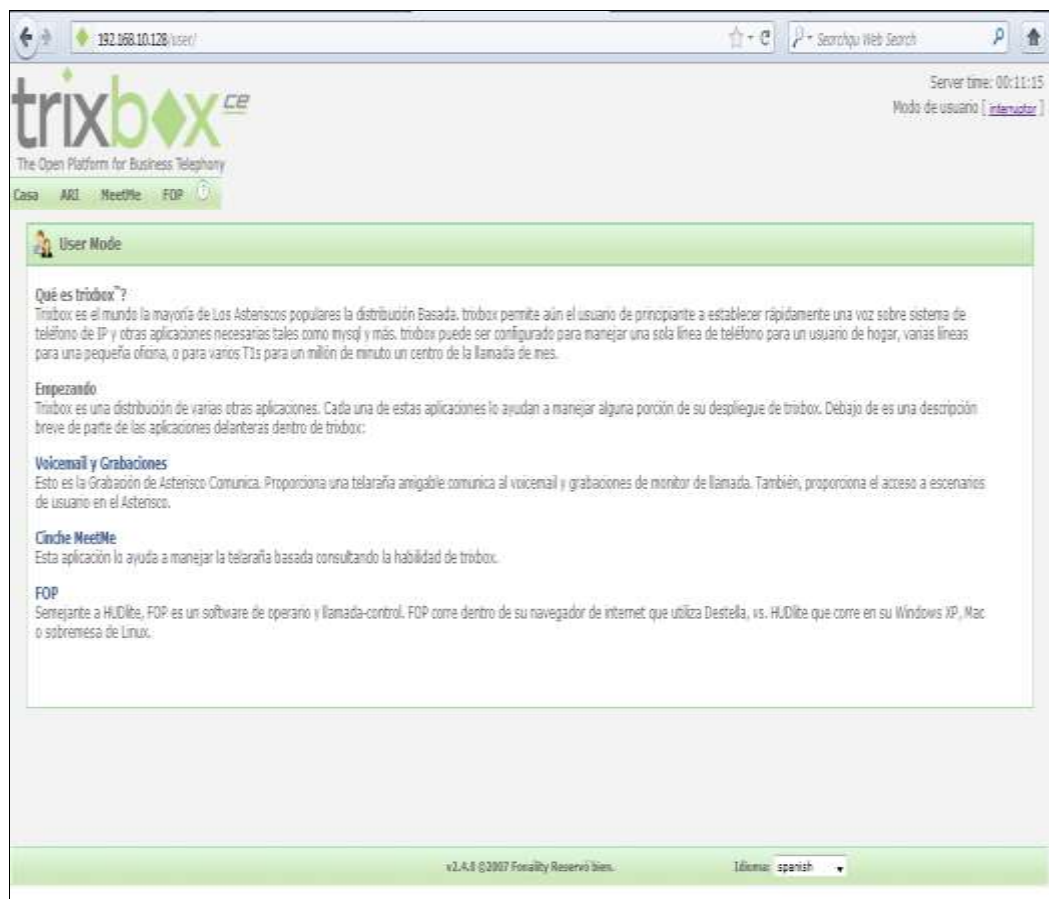 192.168.10.128/user/
Searchqu Web Search
trixbox ce
The Open Platform for Business Telephony
Server time: 00:11:15
Modo de usuario [ interruptor ]
Casa ARI MeetMe FOP
User Mode
Qué es trixbox™?
Trixbox es el mundo la mayoría de Los Asteriscos populares la distribución Basada. trixbox permite aún el usuario de principiante a establecer rápidamente una voz sobre sistema de
teléfono de IP y otras aplicaciones necesarias tales como mysql y más. trixbox puede ser configurado para manejar una sola línea de teléfono para un usuario de hogar, varias líneas
para una pequeña oficina, o para varios T1s para un millón de minuto un centro de la llamada de mes.
Empezando
Trixbox es una distribución de varias otras aplicaciones. Cada una de estas aplicaciones lo ayudan a manejar alguna porción de su despliegue de trixbox. Debajo de es una descripción
breve de parte de las aplicaciones delanteras dentro de trixbox:
Voicemail y Grabaciones
Esto es la Grabación de Asterisco Comunica. Proporciona una telaraña amigable comunica al voicemail y grabaciones de monitor de llamada. También, proporciona el acceso a escenarios
de usuario en el Asterisco.
Cinche MeetMe
Esta aplicación lo ayuda a manejar la telaraña basada consultando la habilidad de trixbox.
FOP
Semejante a HUDlite, FOP es un software de operario y llamada-control. FOP corre dentro de su navegador de internet que utiliza Destella, vs. HUDlite que corre en su Windows XP, Mac
o sobremesa de Linux.
©2007 Fonality Reservó bien.
Idioma: spanish